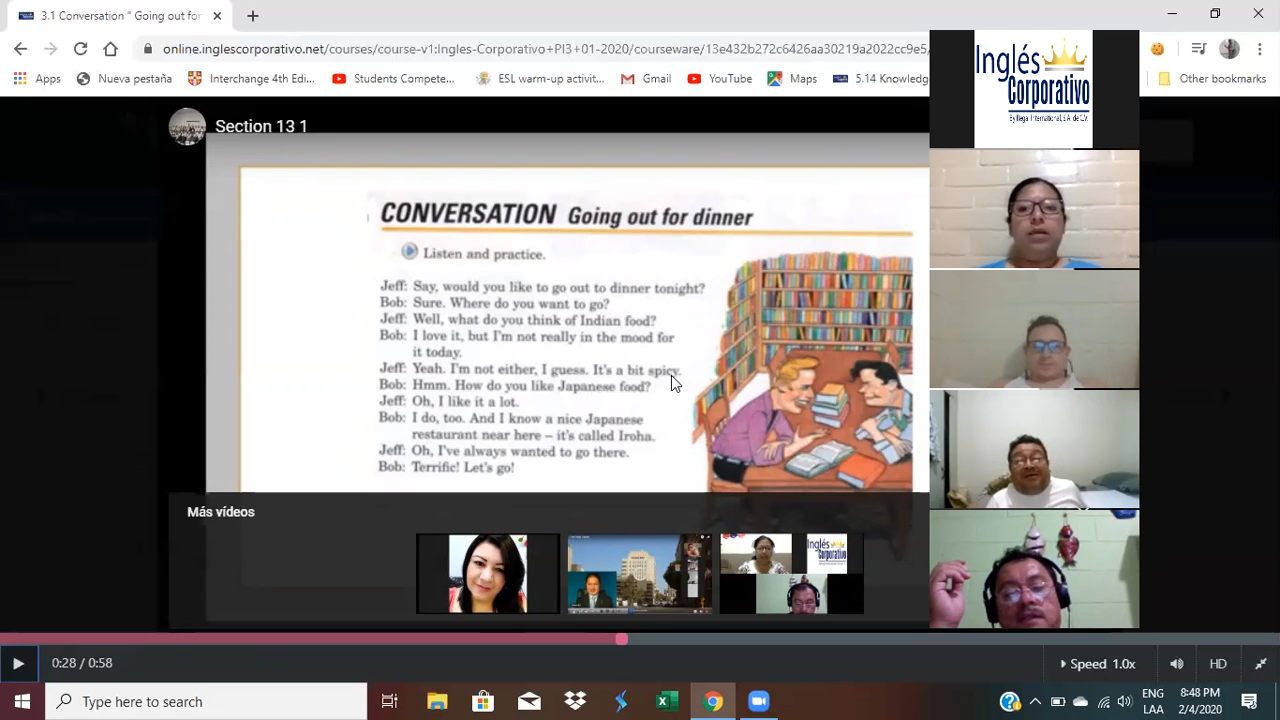 3.1 Conversation " Going out for
online.inglescorporativo.net/courses/course-v1:Ingles-Corporativo+PI3+01-2020/courseware/13e432b272c6426aa30219a2022cc9e5/
Apps
Nueva pestaña
Interchange 4th Edi...
Students Compete...
ESL warm-up activit...
Gmail
YouTube
Maps
5.14 Knowledg
Other bookmarks
Inglés
Corporativo
By Rega International, S.A. de C.V.
Section 13 1
CONVERSATION Going out for dinner
Listen and practice.
Jeff: Say, would you like to go out to dinner tonight?
Bob: Sure. Where do you want to go?
Jeff: Well, what do you think of Indian food?
Bob: I love it, but I'm not really in the mood for
it today.
Jeff: Yeah. I'm not either, I guess. It's a bit spicy.
Bob: Hmm. How do you like Japanese food?
Jeff: Oh, I like it a lot.
Bob: I do, too. And I know a nice Japanese
restaurant near here – it's called Iroha.
Jeff: Oh, I've always wanted to go there.
Bob: Terrific! Let's go!
Más vídeos
Inglés
Corporativo
0:28 / 0:58
Speed 1.0x
HD
Type here to search
ENG
LAA
8:48 PM
2/4/2020